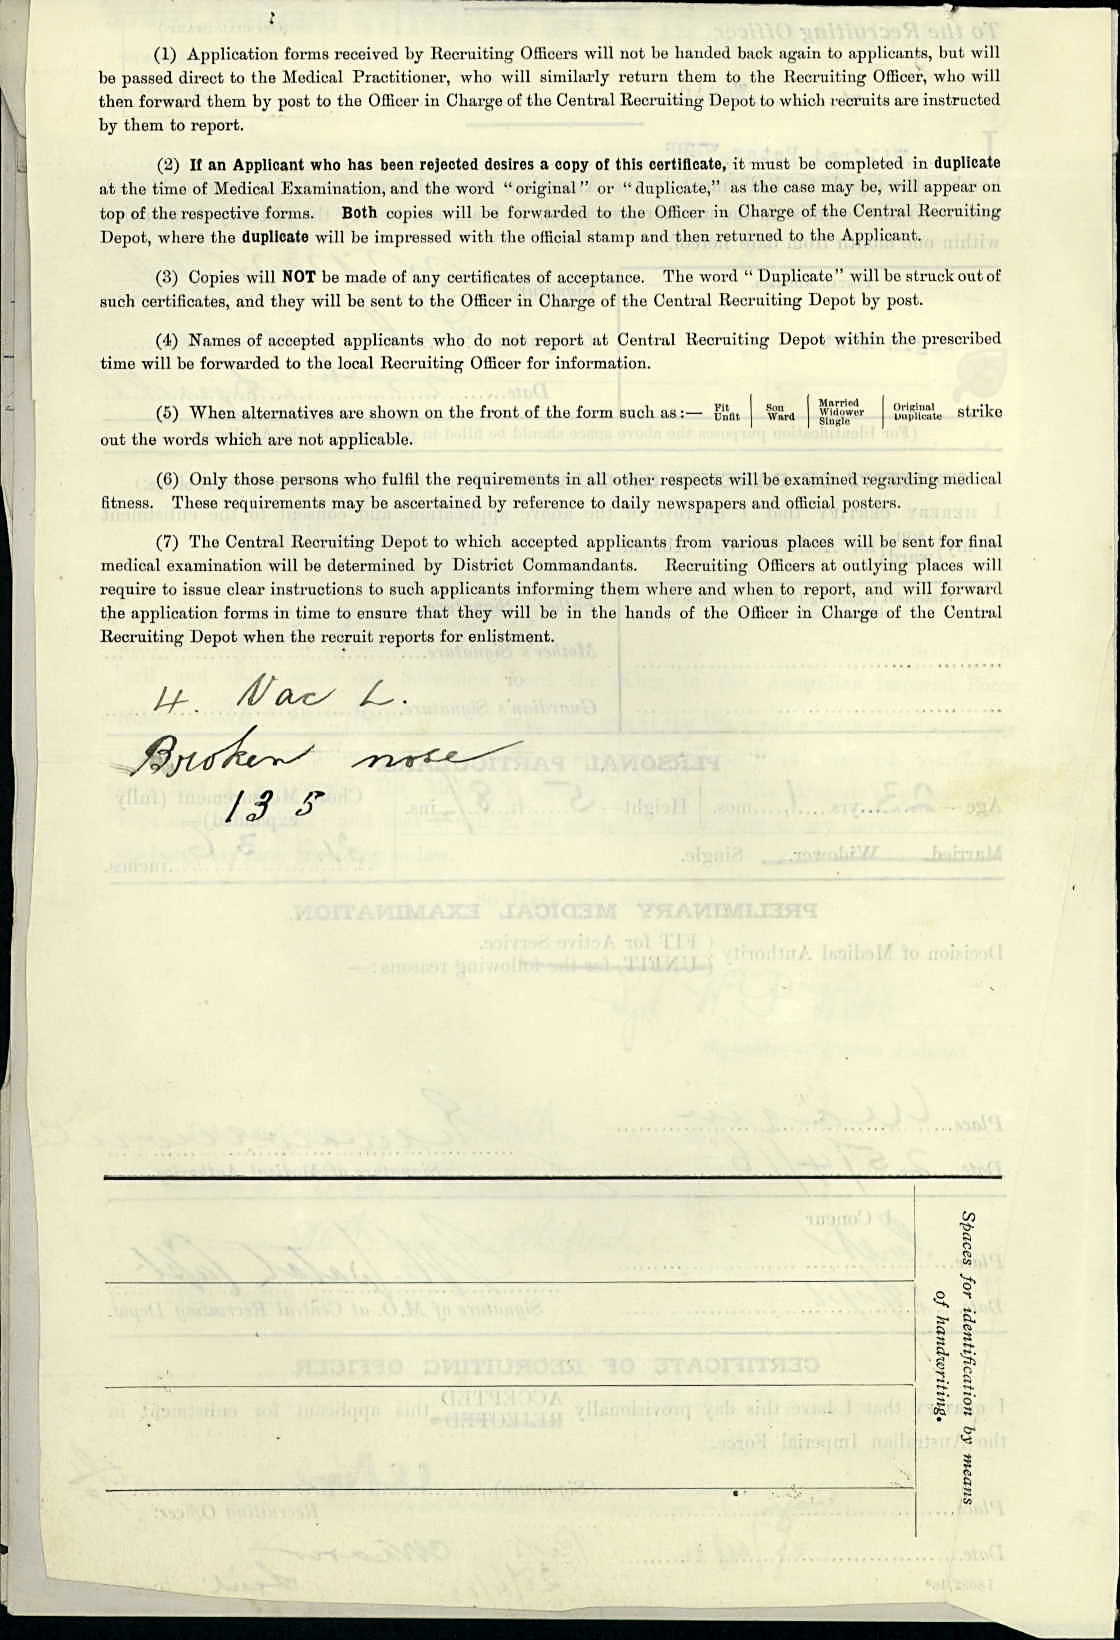 (1) Application forms received by Recruiting Officers will not be handed back again to applicants, but will
be passed direct to the Medical Practitioner, who will similarly return them to the Recruiting Officer, who will
then forward them by post to the Officer in Charge of the Central Recruiting Depot to which recruits are instructed
by them to report.
(2) If an Applicant who has been rejected desires a copy of this certificate, it must be completed in duplicate
at the time of Medical Examination, and the word "original" or "duplicate," as the case may be, will appear on
top of the respective forms. Both copies will be forwarded to the Officer in Charge of the Central Recruiting
Depot, where the duplicate will be impressed with the official stamp and then returned to the Applicant.
(3) Copies will NOT be made of any certificates of acceptance. The word "Duplicate" will be struck out of
such certificates, and they will be sent to the Officer in Charge of the Central Recruiting Depot by post.
(4) Names of accepted applicants who do not report at Central Recruiting Depot within the prescribed
time will be forwarded to the local Recruiting Officer for information.
(5) When alternatives are shown on the front of the form such as :— Fit Unfit | Son Ward | Married Widower Single | Original Duplicate strike
out the words which are not applicable.
(6) Only those persons who fulfil the requirements in all other respects will be examined regarding medical
fitness. These requirements may be ascertained by reference to daily newspapers and official posters.
(7) The Central Recruiting Depot to which accepted applicants from various places will be sent for final
medical examination will be determined by District Commandants. Recruiting Officers at outlying places will
require to issue clear instructions to such applicants informing them where and when to report, and will forward
the application forms in time to ensure that they will be in the hands of the Officer in Charge of the Central
Recruiting Depot when the recruit reports for enlistment.
4. Vac L.
Broken nose
135
Spaces for identification by means
of handwriting.